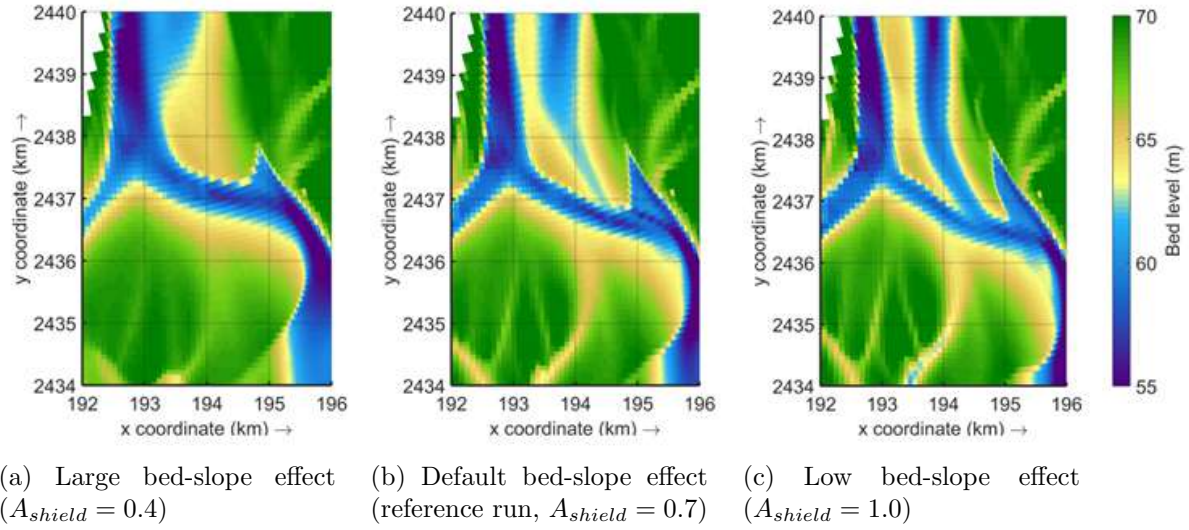 2440
2439
2438
2437
2436
2435
2434
192 193 194 195 196
x coordinate (km) →
y coordinate (km) →
2440
2439
2438
2437
2436
2435
2434
192 193 194 195 196
x coordinate (km) →
y coordinate (km) →
2440
2439
2438
2437
2436
2435
2434
192 193 194 195 196
x coordinate (km) →
y coordinate (km) →
70
65
60
55
Bed level (m)
(a) Large bed-slope effect
(A_shield = 0.4)
(b) Default bed-slope effect
(reference run, A_shield = 0.7)
(c) Low bed-slope effect
(A_shield = 1.0)